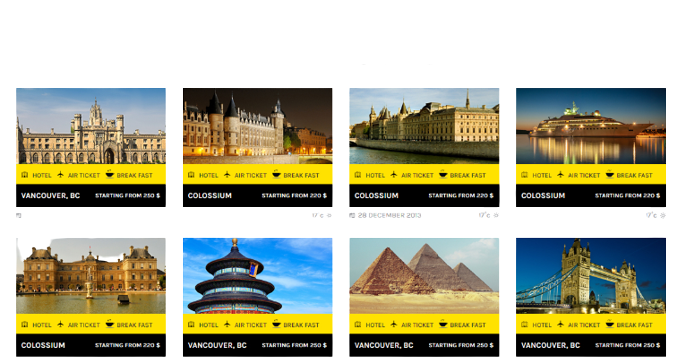 HOTEL AIR TICKET BREAK FAST
VANCOUVER, BC STARTING FROM 250 $
HOTEL AIR TICKET BREAK FAST
COLOSSIUM STARTING FROM 220 $
HOTEL AIR TICKET BREAK FAST
COLOSSIUM STARTING FROM 220 $
HOTEL AIR TICKET BREAK FAST
COLOSSIUM STARTING FROM 220 $
17°c
28 DECEMBER 2013 17°c
17°c
HOTEL AIR TICKET BREAK FAST
COLOSSIUM STARTING FROM 220 $
HOTEL AIR TICKET BREAK FAST
VANCOUVER, BC STARTING FROM 250 $
HOTEL AIR TICKET BREAK FAST
VANCOUVER, BC STARTING FROM 250 $
HOTEL AIR TICKET BREAK FAST
VANCOUVER, BC STARTING FROM 250 $